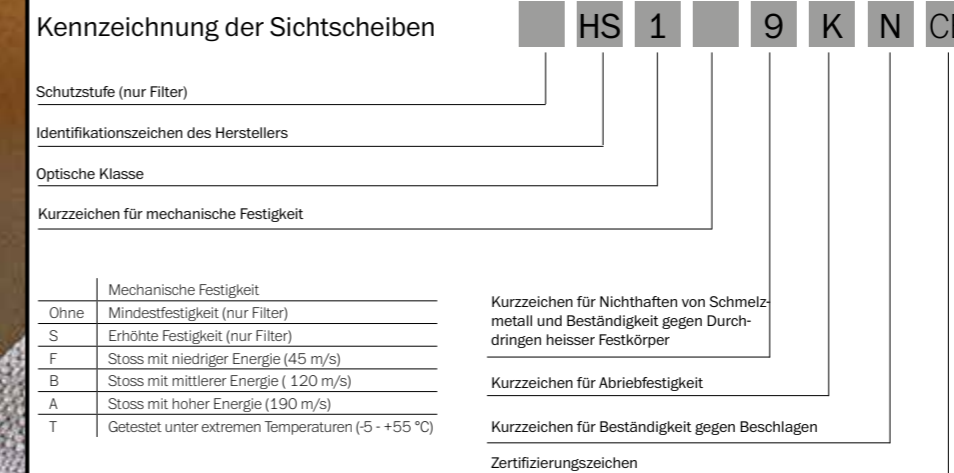 Kennzeichnung der Sichtscheiben
HS 1 9 K N
Schutzstufe (nur Filter)
Identifikationszeichen des Herstellers
Optische Klasse
Kurzzeichen für mechanische Festigkeit
Mechanische Festigkeit
Ohne Mindestfestigkeit (nur Filter)
S Erhöhte Festigkeit (nur Filter)
F Stoss mit niedriger Energie (45 m/s)
B Stoss mit mittlerer Energie ( 120 m/s)
A Stoss mit hoher Energie (190 m/s)
T Getestet unter extremen Temperaturen (-5 - +55 °C)
Kurzzeichen für Nichthaften von Schmelz-
metall und Beständigkeit gegen Durch-
dringen heisser Festkörper
Kurzzeichen für Abriebfestigkeit
Kurzzeichen für Beständigkeit gegen Beschlagen
Zertifizierungszeichen